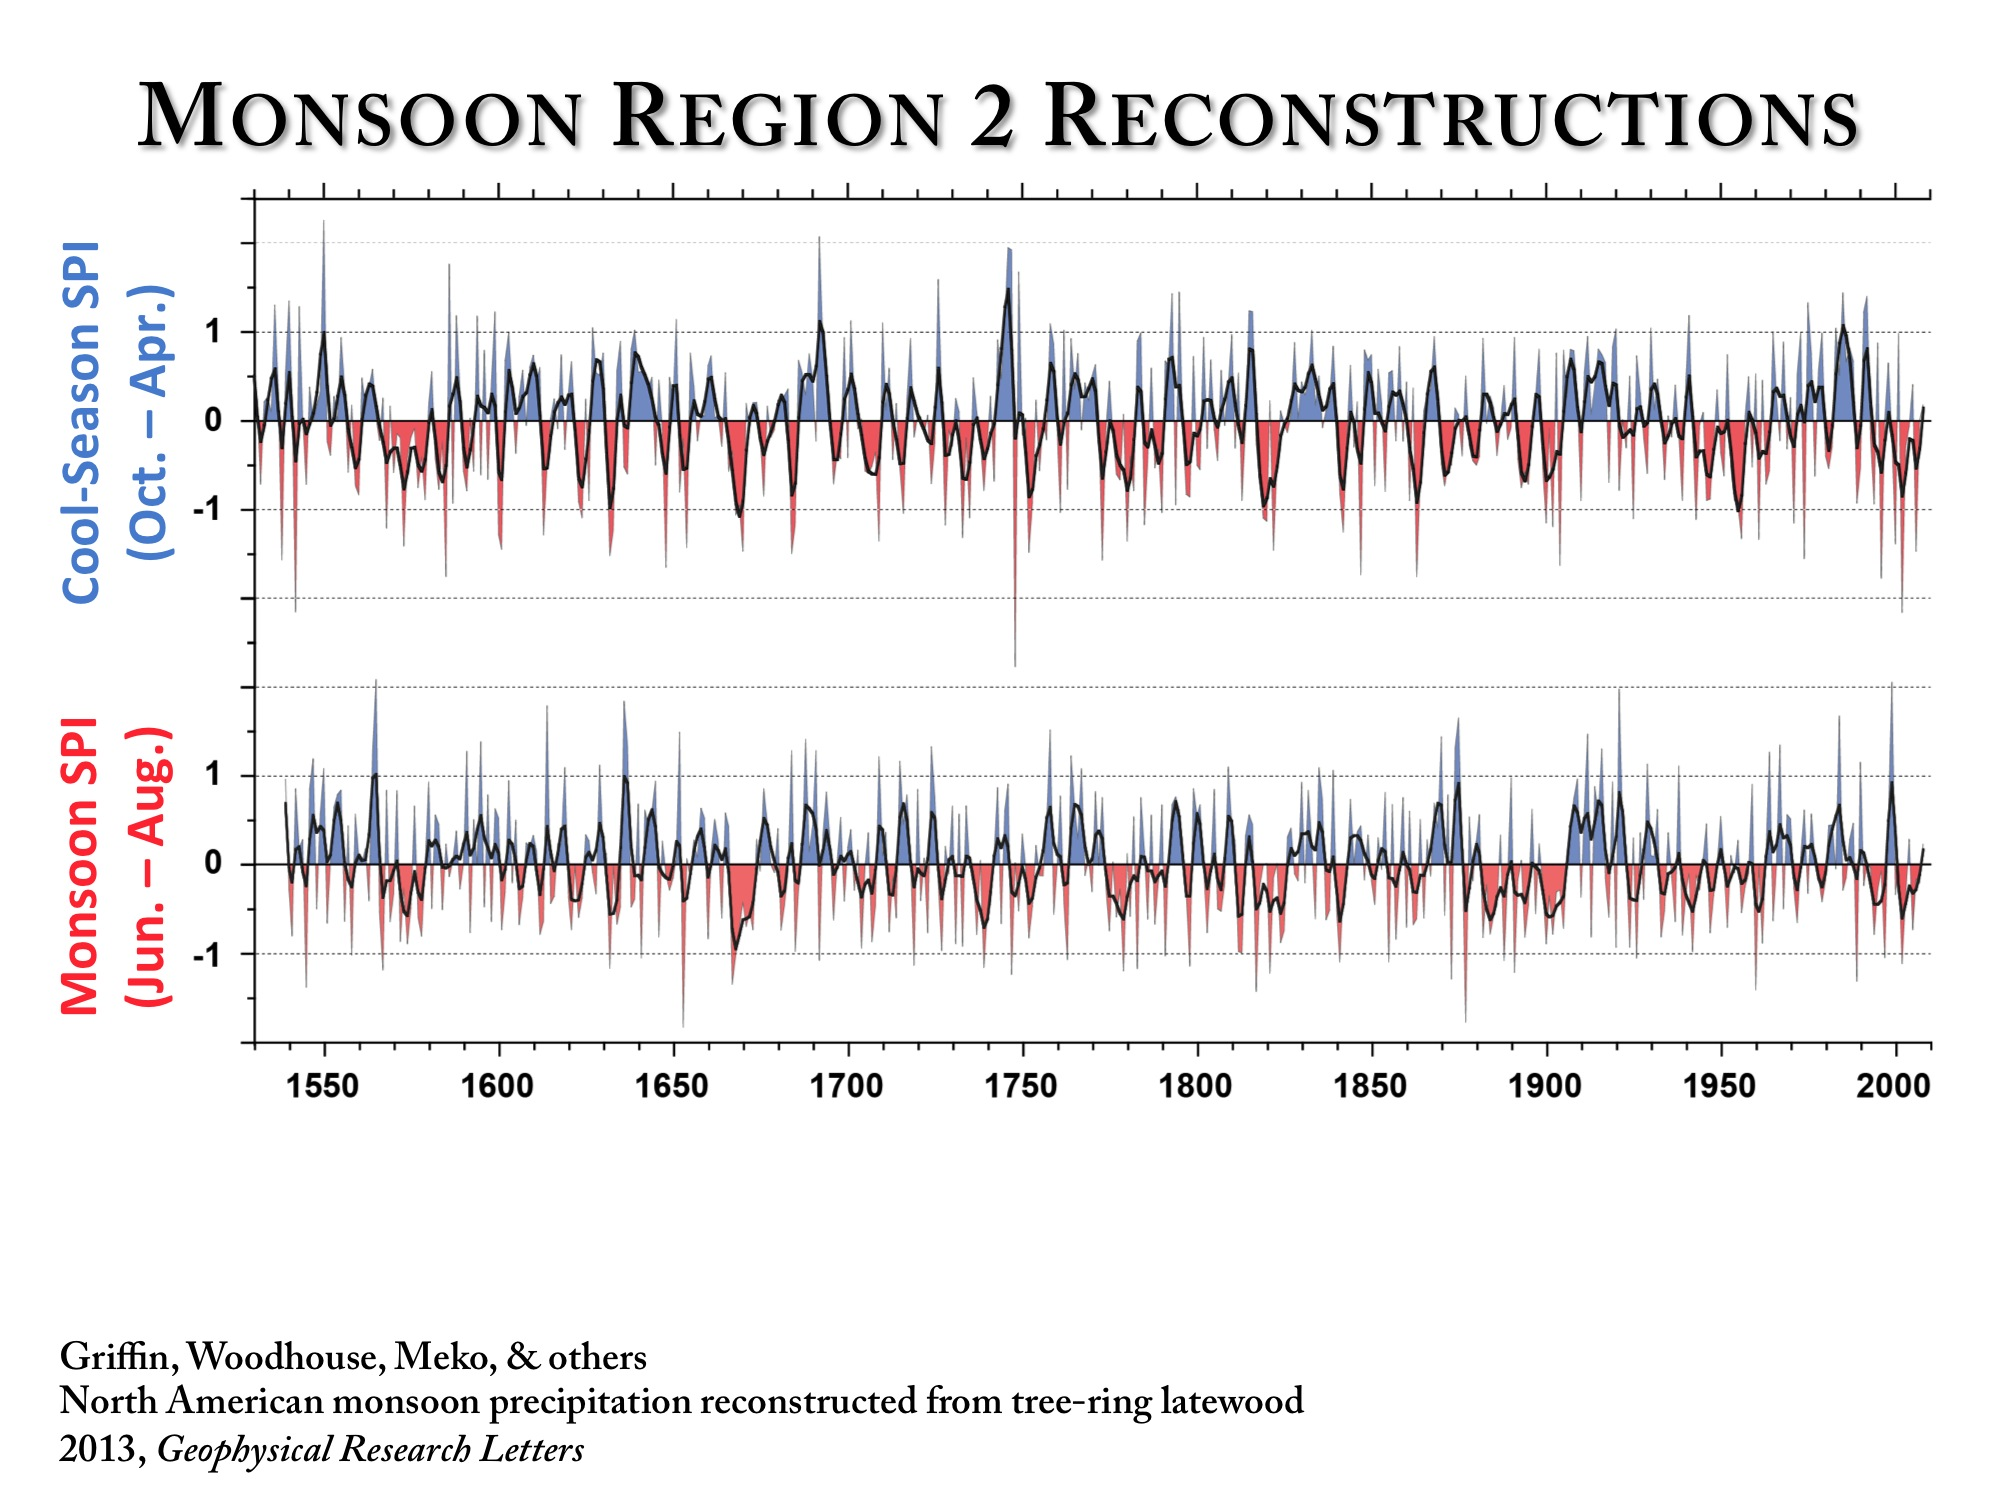 MONSOON REGION 2 RECONSTRUCTIONS
Cool-Season SPI
(Oct. – Apr.)
1
0
-1
Monsoon SPI
(Jun. – Aug.)
1
0
-1
1550 1600 1650 1700 1750 1800 1850 1900 1950 2000
Griffin, Woodhouse, Meko, & others
North American monsoon precipitation reconstructed from tree-ring latewood
2013, Geophysical Research Letters